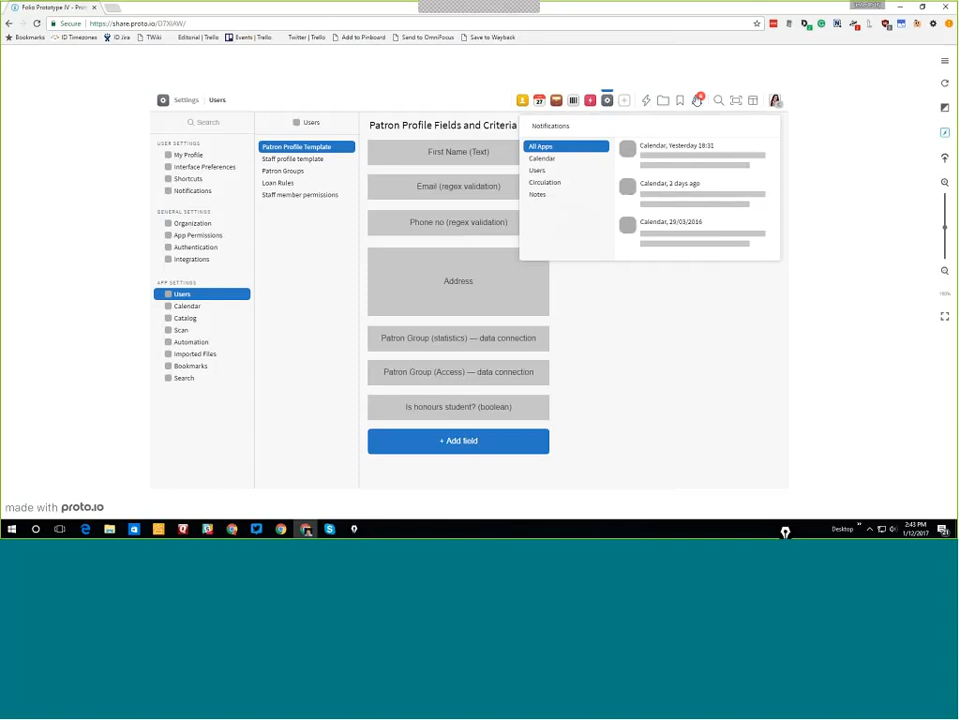 Folio Prototype IV - Pro
Secure https://share.proto.io/D7XIAW/
Bookmarks ID Timezones ID Jira TWiki Editorial | Trello Events | Trello Twitter | Trello Add to Pinboard Send to OmniFocus Save to Wayback
Settings Users
27
Search
USER SETTINGS
My Profile
Interface Preferences
Shortcuts
Notifications
GENERAL SETTINGS
Organization
App Permissions
Authentication
Integrations
APP SETTINGS
Users
Calendar
Catalog
Scan
Automation
Imported Files
Bookmarks
Search
Users
Patron Profile Template
Staff profile template
Patron Groups
Loan Rules
Staff member permissions
Patron Profile Fields and Criteria
First Name (Text)
Email (regex validation)
Phone no (regex validation)
Address
Patron Group (statistics) — data connection
Patron Group (Access) — data connection
Is honours student? (boolean)
+ Add field
Notifications
All Apps
Calendar
Users
Circulation
Notes
Calendar, Yesterday 18:31
Calendar, 2 days ago
Calendar, 29/03/2016
made with proto.io
Desktop
2:43 PM
1/12/2017